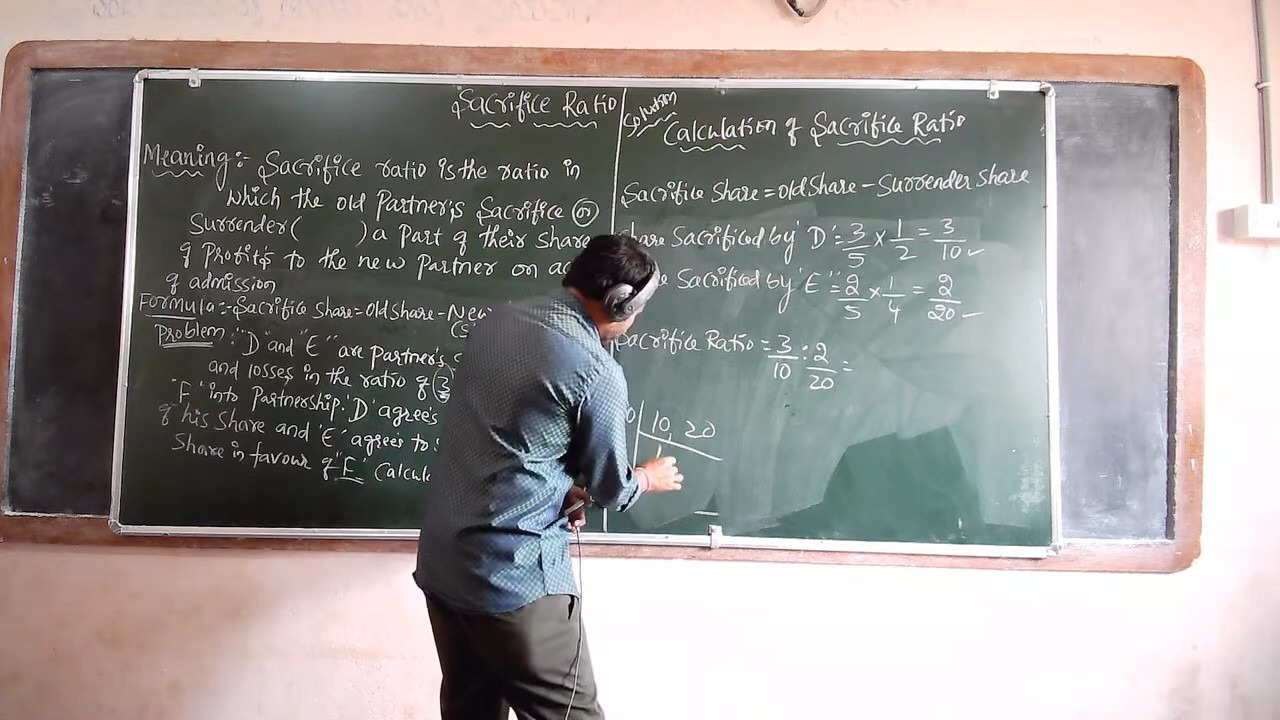 Sacrifice Ratio
Meaning:- Sacrifice ratio is the ratio in
which the old Partner's Sacrifice or
Surrender( ) a Part of their Share
of Profit's to the new Partner on
of admission
Formula:- Sacrifice Share = Old Share - New
Problem:- "D" and "E" are Partner's
and losses in the ratio of
"F" into Partnership. 'D' agree's
of his Share and 'E' agrees to
Share in favour of "F"
Solution
Calculation of Sacrifice Ratio
Sacrifice Share = Old Share - Surrender Share
Share Sacrificed by 'D' = 3/5 × 1/2 = 3/10 ✓
Sacrificed by 'E' = 2/5 × 1/4 = 2/20 ✓
Sacrifice Ratio = 3/10 : 2/20 =
10, 20
1